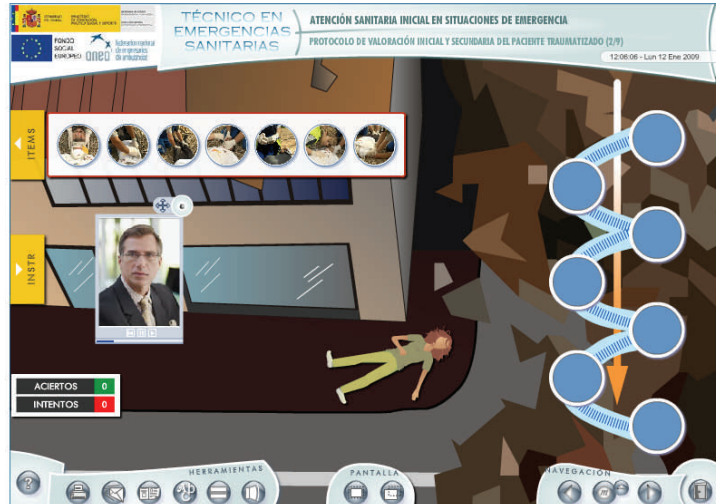 TÉCNICO EN
EMERGENCIAS
SANITARIAS
ATENCIÓN SANITARIA INICIAL EN SITUACIONES DE EMERGENCIA
PROTOCOLO DE VALORACIÓN INICIAL Y SECUNDARIA DEL PACIENTE TRAUMATIZADO (2/9)
FONDO
SOCIAL
EUROPEO
anea
12:06:06 - Lun 12 Ene 2009
ITEMS
INSTR
ACIERTOS 0
INTENTOS 0
HERRAMIENTAS
PANTALLA
NAVEGACIÓN
?